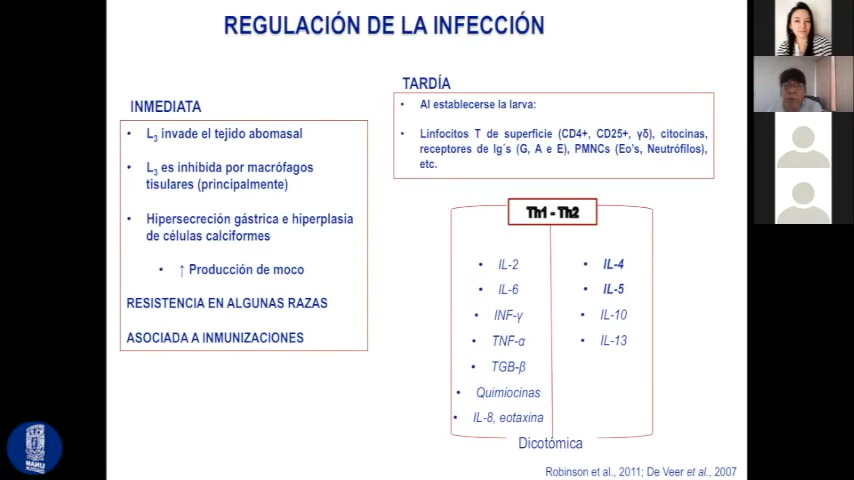 REGULACIÓN DE LA INFECCIÓN
INMEDIATA
• L3 invade el tejido abomasal
• L3 es inhibida por macrófagos
tisulares (principalmente)
• Hipersecreción gástrica e hiperplasia
de células calciformes
• ↑ Producción de moco
RESISTENCIA EN ALGUNAS RAZAS
ASOCIADA A INMUNIZACIONES
TARDÍA
• Al establecerse la larva:
• Linfocitos T de superficie (CD4+, CD25+, γδ), citocinas,
receptores de Ig´s (G, A e E), PMNCs (Eo's, Neutrófilos),
etc.
Th1 - Th2
• IL-2
• IL-6
• INF-γ
• TNF-α
• TGB-β
• Quimiocinas
• IL-8, eotaxina
• IL-4
• IL-5
• IL-10
• IL-13
Dicotómica
Robinson et al., 2011; De Veer et al., 2007